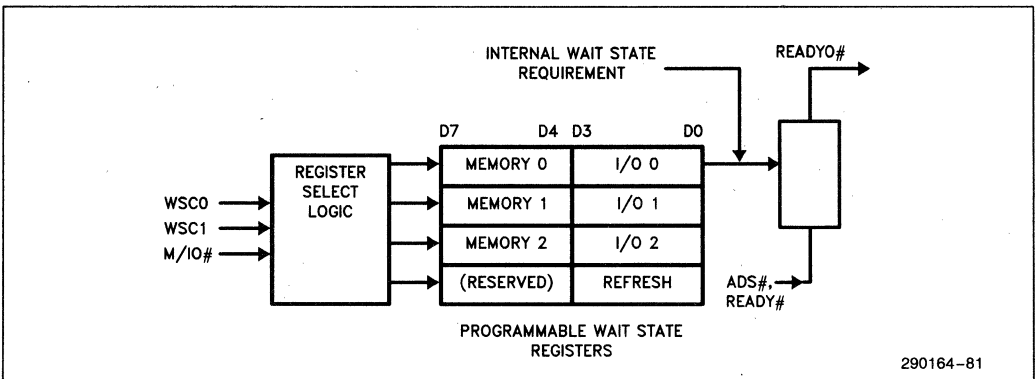 INTERNAL WAIT STATE
REQUIREMENT
READYO#
D7
D4
D3
D0
REGISTER
SELECT
LOGIC
WSC0
WSC1
M/IO#
MEMORY 0
I/O 0
MEMORY 1
I/O 1
MEMORY 2
I/O 2
(RESERVED)
REFRESH
ADS#,
READY#
PROGRAMMABLE WAIT STATE
REGISTERS
290164-81